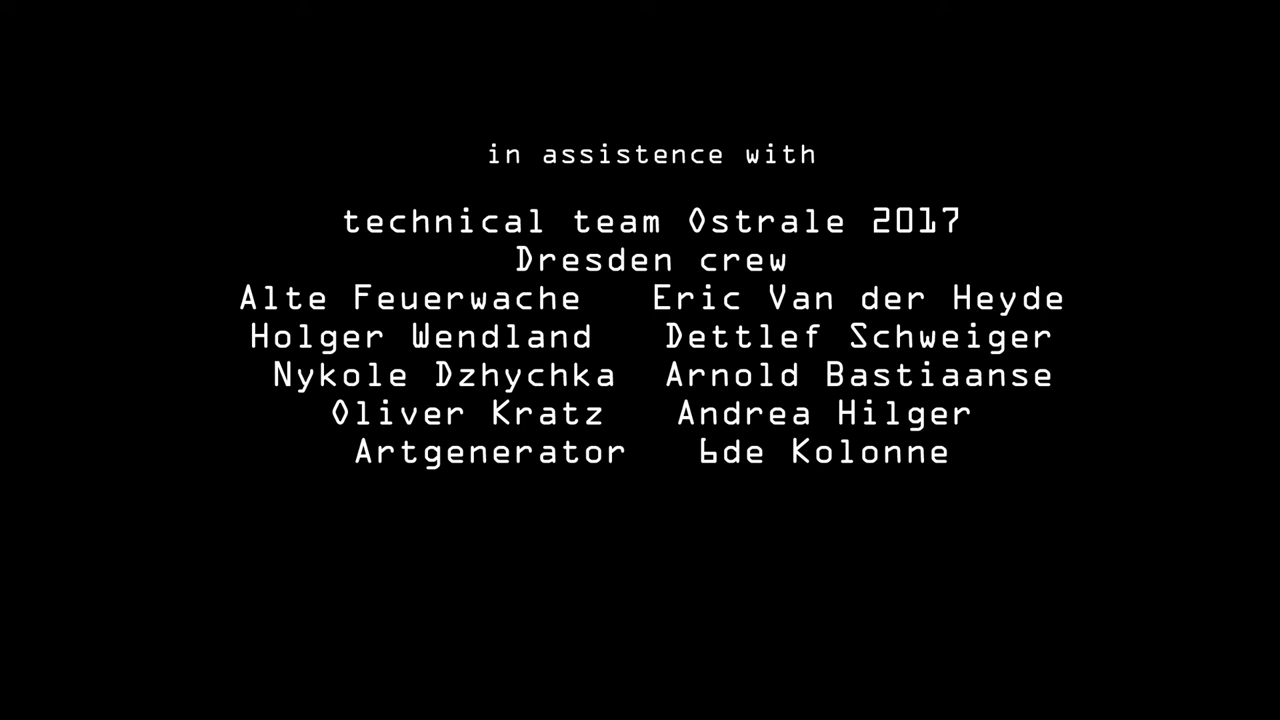 in assistence with
technical team Ostrale 2017
Dresden crew
Alte Feuerwache Eric Van der Heyde
Holger Wendland Dettlef Schweiger
Nykole Dzhychka Arnold Bastiaanse
Oliver Kratz Andrea Hilger
Artgenerator 6de Kolonne